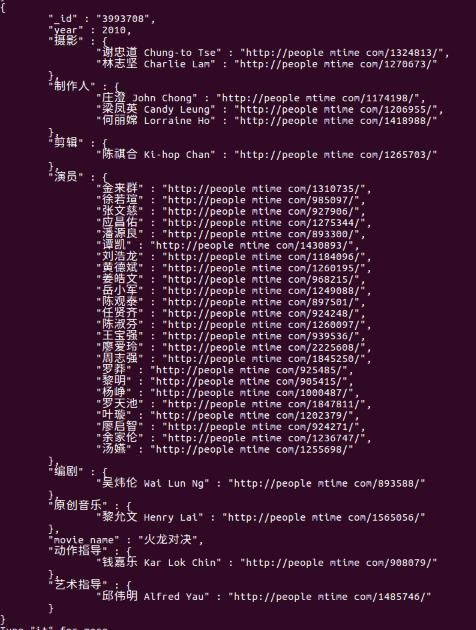 {
"_id" : "3993708",
"year" : 2010,
"摄影" : {
"谢忠道 Chung-to Tse" : "http://people mtime com/1324813/",
"林志坚 Charlie Lam" : "http://people mtime com/1270673/"
},
"制作人" : {
"庄澄 John Chong" : "http://people mtime com/1174198/",
"梁凤英 Candy Leung" : "http://people mtime com/1206955/",
"何丽嫦 Lorraine Ho" : "http://people mtime com/1418988/"
},
"剪辑" : {
"陈祺合 Ki-hop Chan" : "http://people mtime com/1265703/"
},
"演员" : {
"金来群" : "http://people mtime com/1310735/",
"徐若瑄" : "http://people mtime com/985097/",
"张文慈" : "http://people mtime com/927906/",
"应昌佑" : "http://people mtime com/1275344/",
"潘源良" : "http://people mtime com/893300/",
"谭凯" : "http://people mtime com/1430893/",
"刘浩龙" : "http://people mtime com/1184096/",
"黄德斌" : "http://people mtime com/1260195/",
"姜皓文" : "http://people mtime com/968215/",
"岳小军" : "http://people mtime com/1249088/",
"陈观泰" : "http://people mtime com/897501/",
"任贤齐" : "http://people mtime com/924248/",
"陈淑芬" : "http://people mtime com/1260097/",
"王宝强" : "http://people mtime com/939536/",
"廖爱玲" : "http://people mtime com/2225608/",
"周志强" : "http://people mtime com/1845250/",
"罗莽" : "http://people mtime com/925485/",
"黎明" : "http://people mtime com/905415/",
"杨峥" : "http://people mtime com/1000487/",
"罗天池" : "http://people mtime com/1847811/",
"叶璇" : "http://people mtime com/1202379/",
"廖启智" : "http://people mtime com/924271/",
"余家伦" : "http://people mtime com/1236747/",
"汤嬿" : "http://people mtime com/1255698/"
},
"编剧" : {
"吴炜伦 Wai Lun Ng" : "http://people mtime com/893588/"
},
"原创音乐" : {
"黎允文 Henry Lai" : "http://people mtime com/1565056/"
},
"movie_name" : "火龙对决",
"动作指导" : {
"钱嘉乐 Kar Lok Chin" : "http://people mtime com/908079/"
},
"艺术指导" : {
"邱伟明 Alfred Yau" : "http://people mtime com/1485746/"
}
}
Type "it" for more